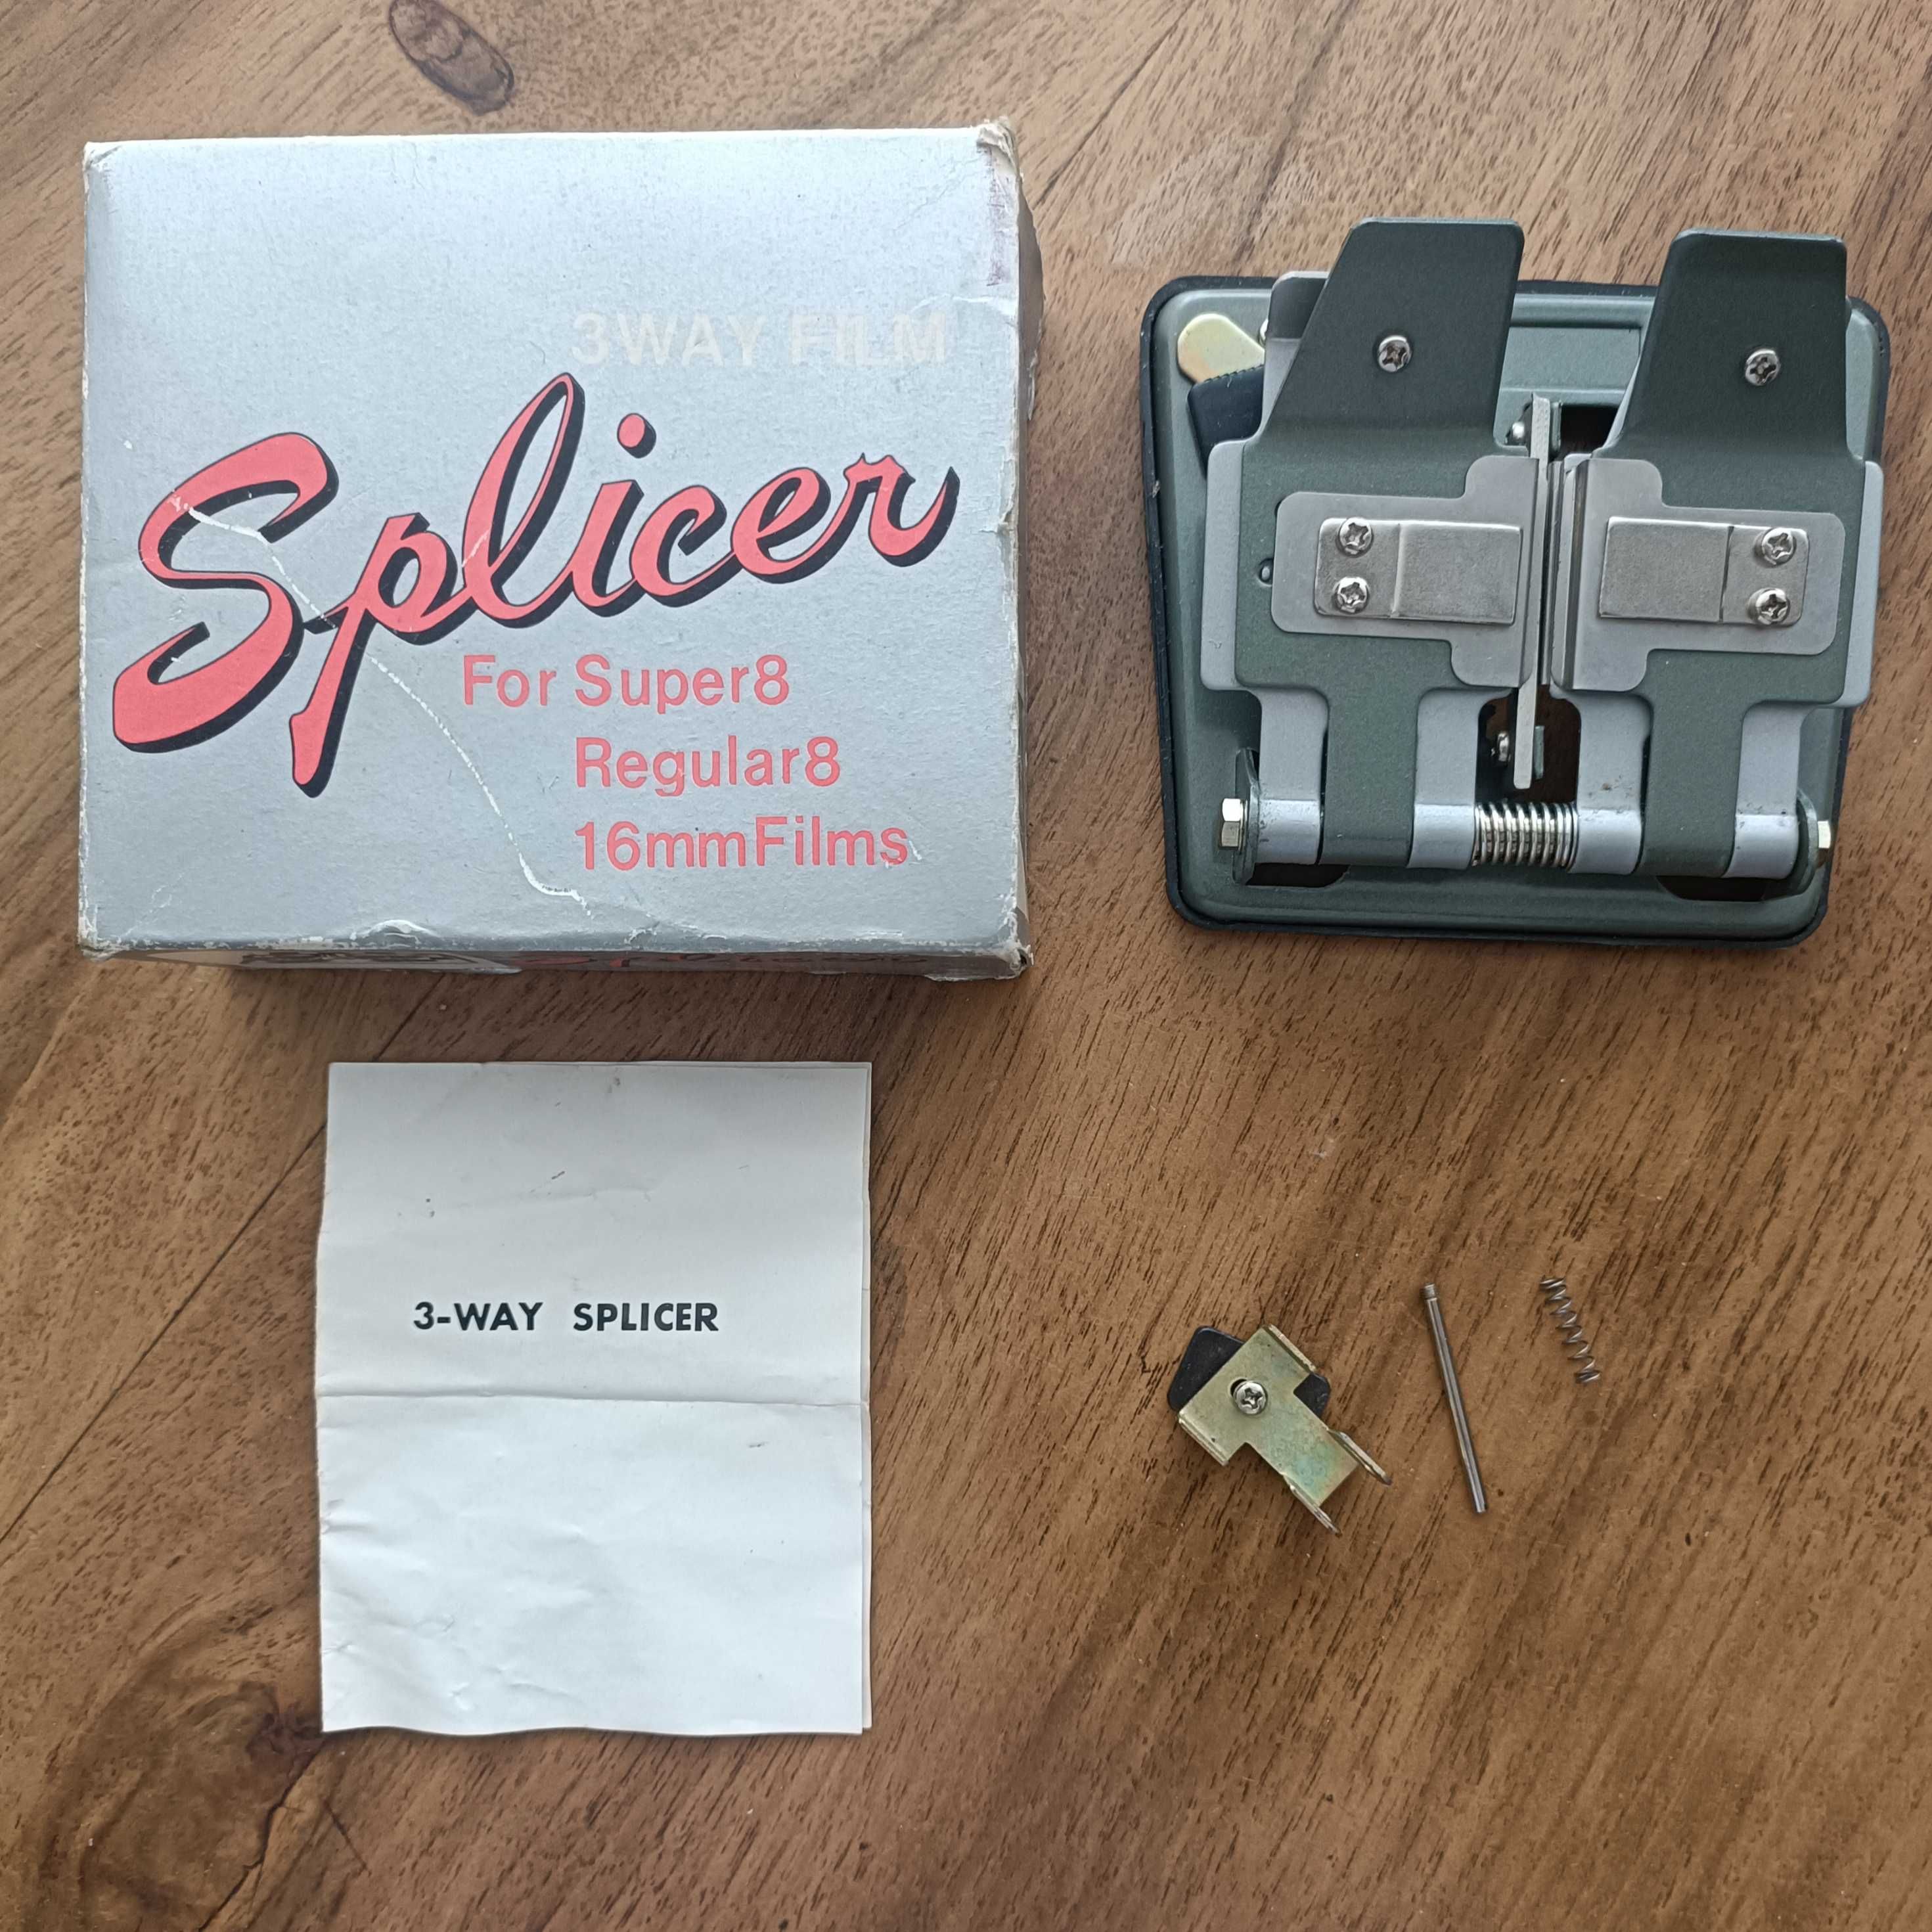 3WAY FILM
Splicer
For Super8
Regular8
16mmFilms
3-WAY SPLICER